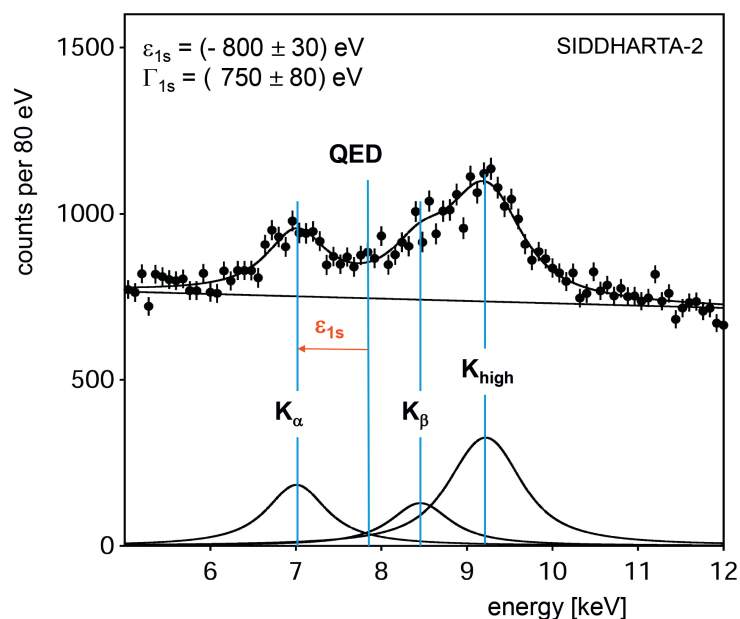 1500
ε1s = (- 800 ± 30) eV
SIDDHARTA-2
Γ1s = ( 750 ± 80) eV
counts per 80 eV
QED
1000
ε1s
Khigh
500
Kα
Kβ
0
6 7 8 9 10 11 12
energy [keV]